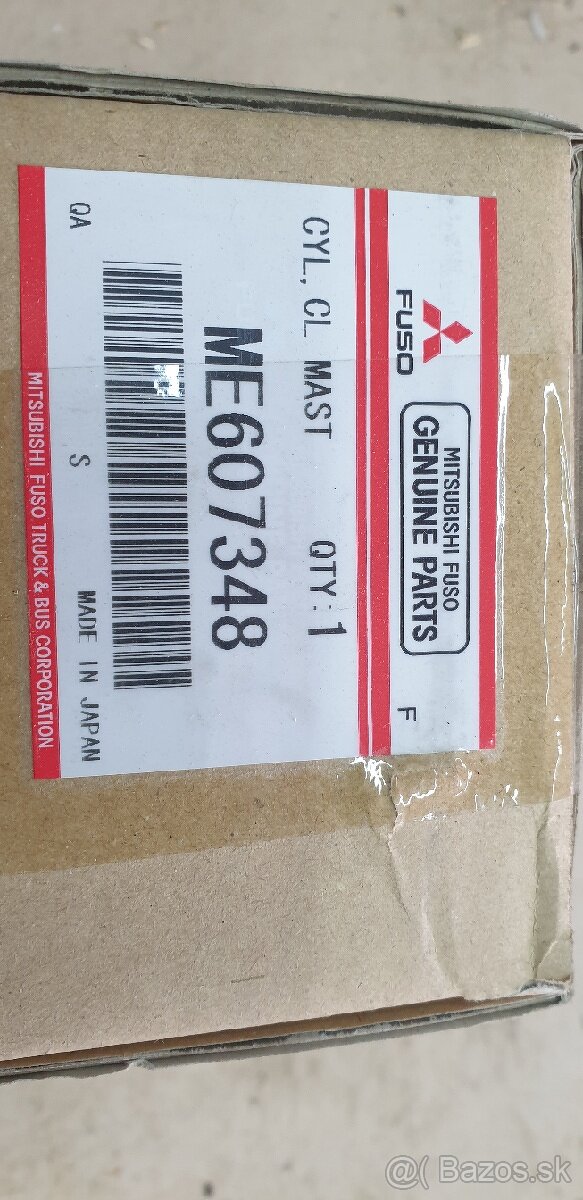 FUSO
MITSUBISHI FUSO
GENUINE PARTS
F
CYL, CL MAST QTY:1
ME607348
QA S MADE IN JAPAN
MITSUBISHI FUSO TRUCK & BUS CORPORATION
@( Bazos.sk